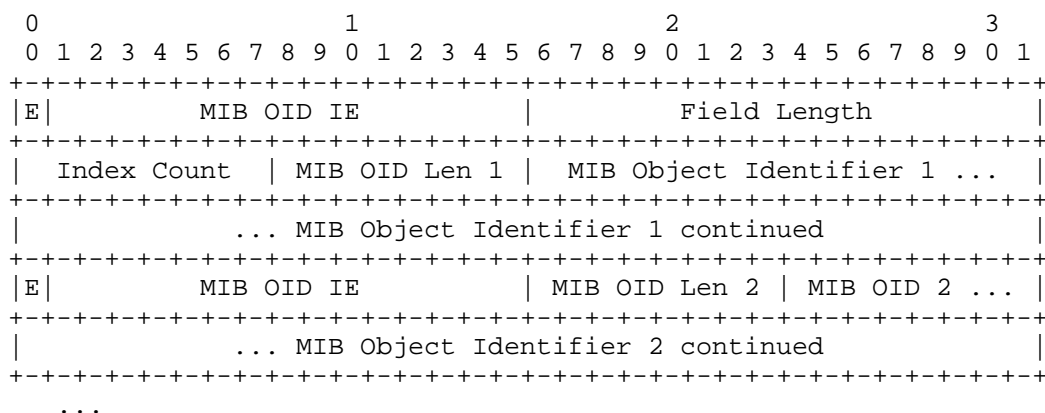 0                   1                   2                   3
 0 1 2 3 4 5 6 7 8 9 0 1 2 3 4 5 6 7 8 9 0 1 2 3 4 5 6 7 8 9 0 1
+-+-+-+-+-+-+-+-+-+-+-+-+-+-+-+-+-+-+-+-+-+-+-+-+-+-+-+-+-+-+-+-+
|E|         MIB OID IE          |         Field Length          |
+-+-+-+-+-+-+-+-+-+-+-+-+-+-+-+-+-+-+-+-+-+-+-+-+-+-+-+-+-+-+-+-+
|  Index Count  | MIB OID Len 1 |  MIB Object Identifier 1 ...  |
+-+-+-+-+-+-+-+-+-+-+-+-+-+-+-+-+-+-+-+-+-+-+-+-+-+-+-+-+-+-+-+-+
|             ... MIB Object Identifier 1 continued             |
+-+-+-+-+-+-+-+-+-+-+-+-+-+-+-+-+-+-+-+-+-+-+-+-+-+-+-+-+-+-+-+-+
|E|         MIB OID IE          | MIB OID Len 2 | MIB OID 2 ... |
+-+-+-+-+-+-+-+-+-+-+-+-+-+-+-+-+-+-+-+-+-+-+-+-+-+-+-+-+-+-+-+-+
|             ... MIB Object Identifier 2 continued             |
+-+-+-+-+-+-+-+-+-+-+-+-+-+-+-+-+-+-+-+-+-+-+-+-+-+-+-+-+-+-+-+-+
   ...